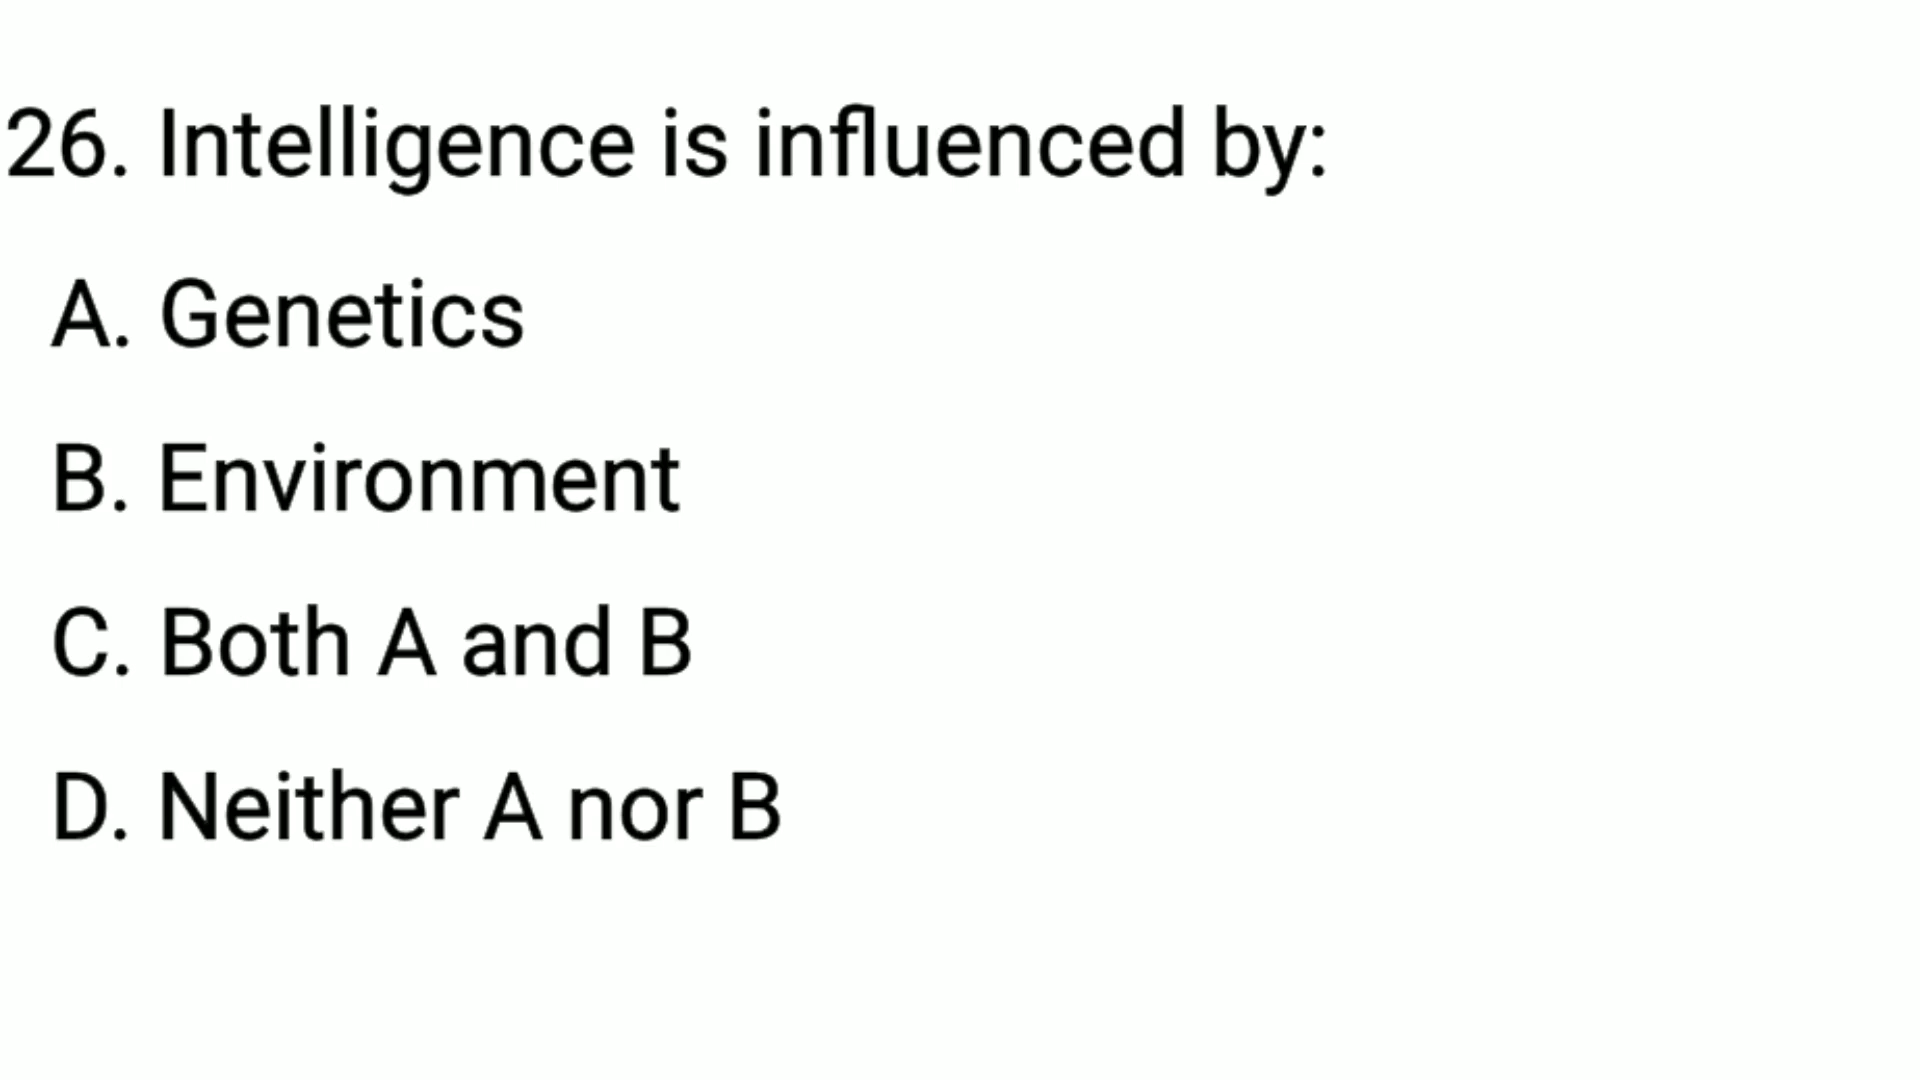 26. Intelligence is influenced by:
A. Genetics
B. Environment
C. Both A and B
D. Neither A nor B